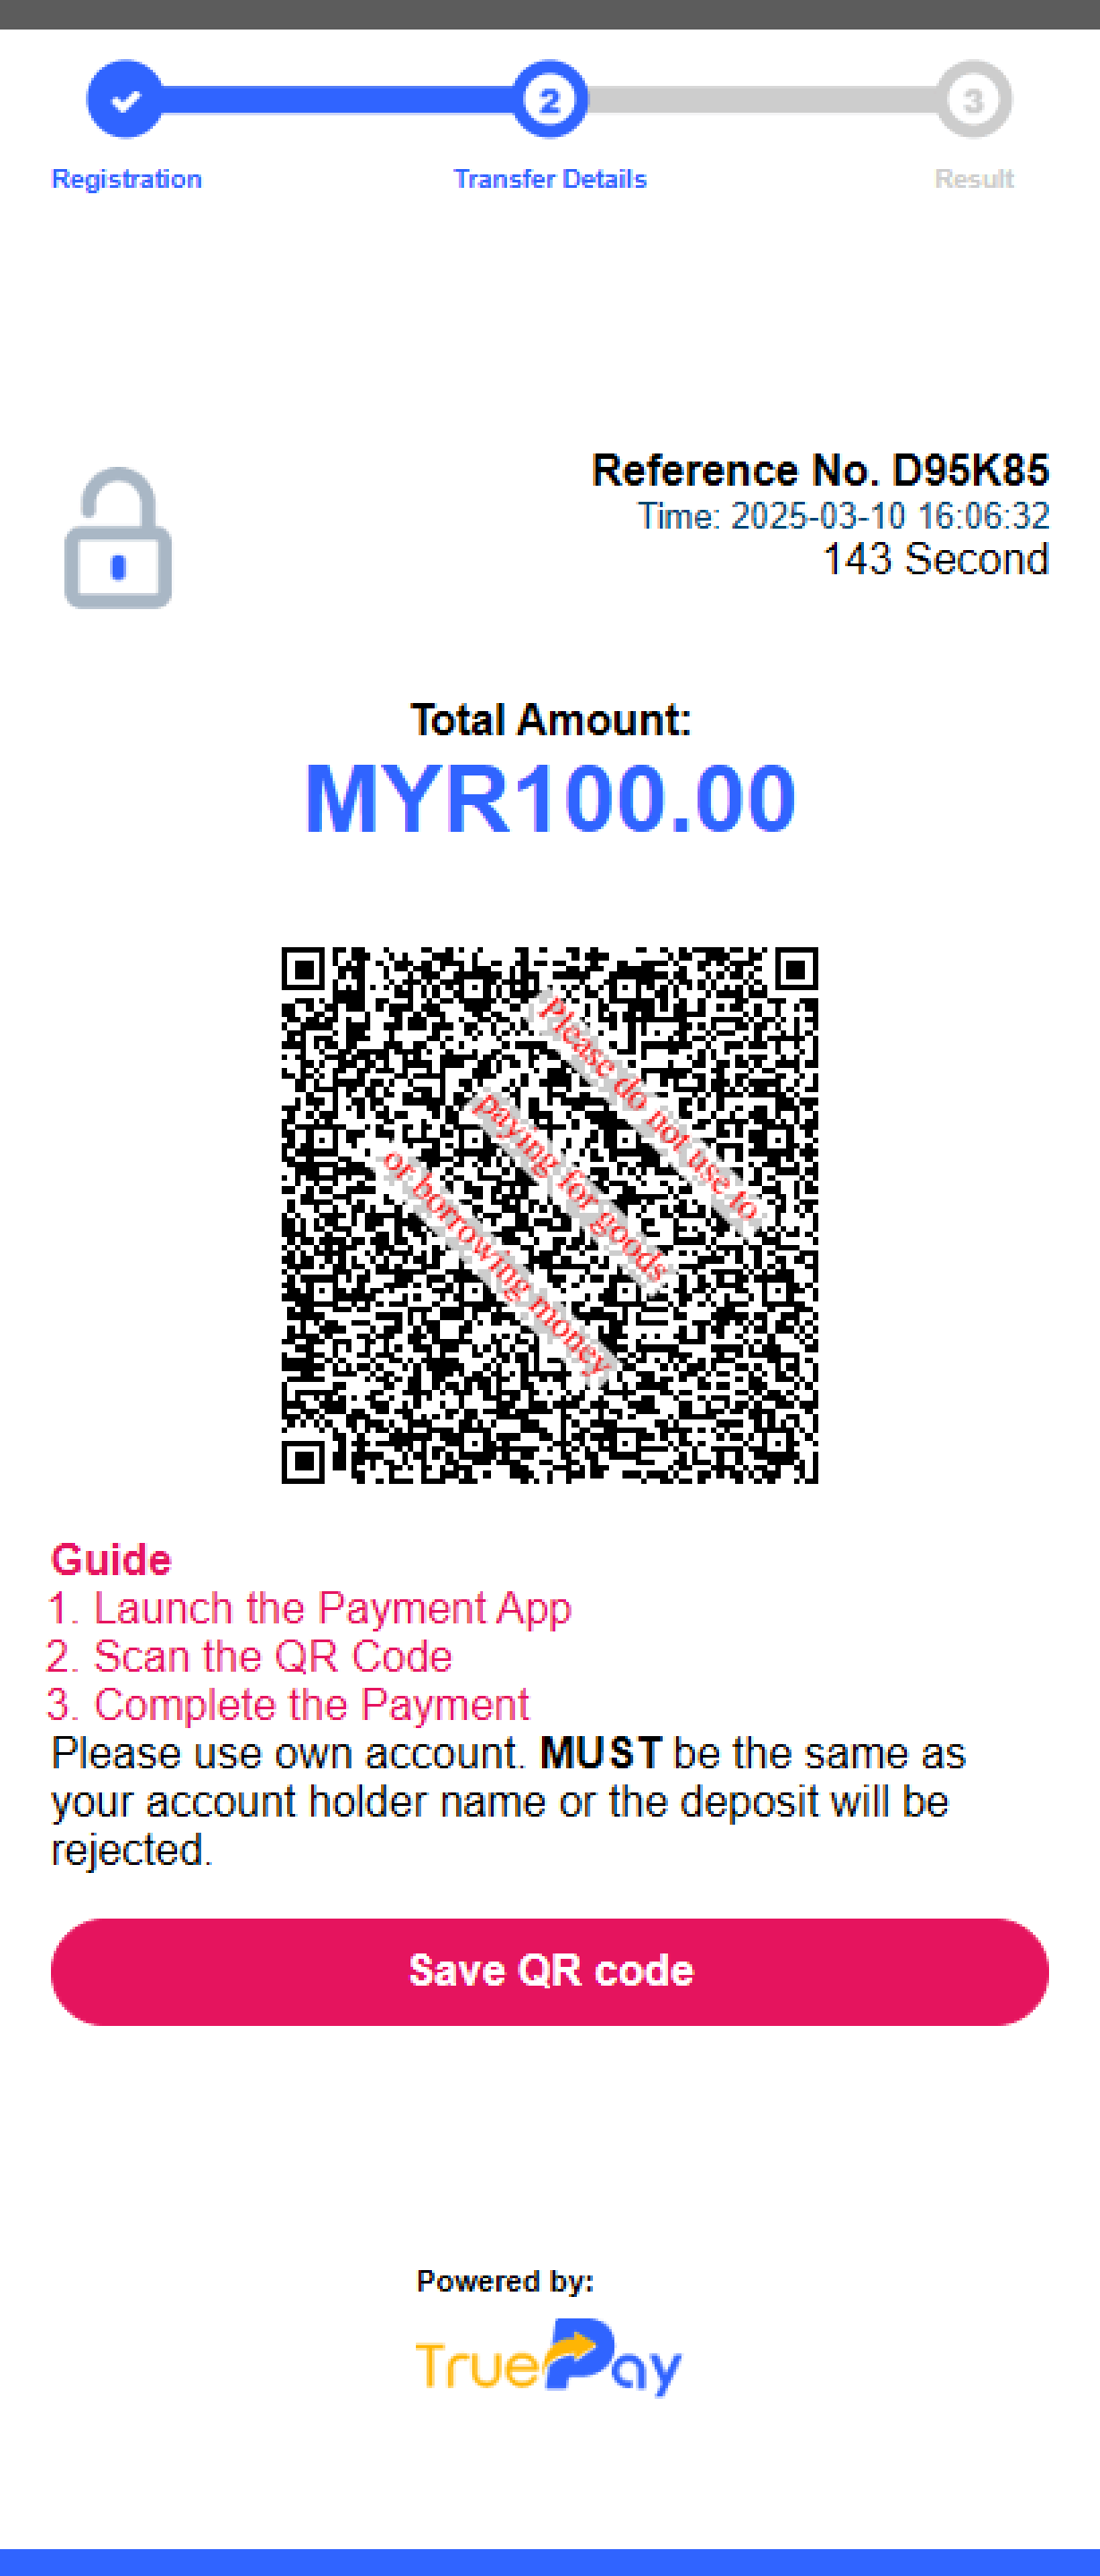 2
3
Registration
Transfer Details
Result
Reference No. D95K85
Time: 2025-03-10 16:06:32
143 Second
Total Amount:
MYR100.00
Please do not use to
paying for goods
or borrowing money
Guide
1. Launch the Payment App
2. Scan the QR Code
3. Complete the Payment
Please use own account. MUST be the same as
your account holder name or the deposit will be
rejected.
Save QR code
Powered by:
TruePay